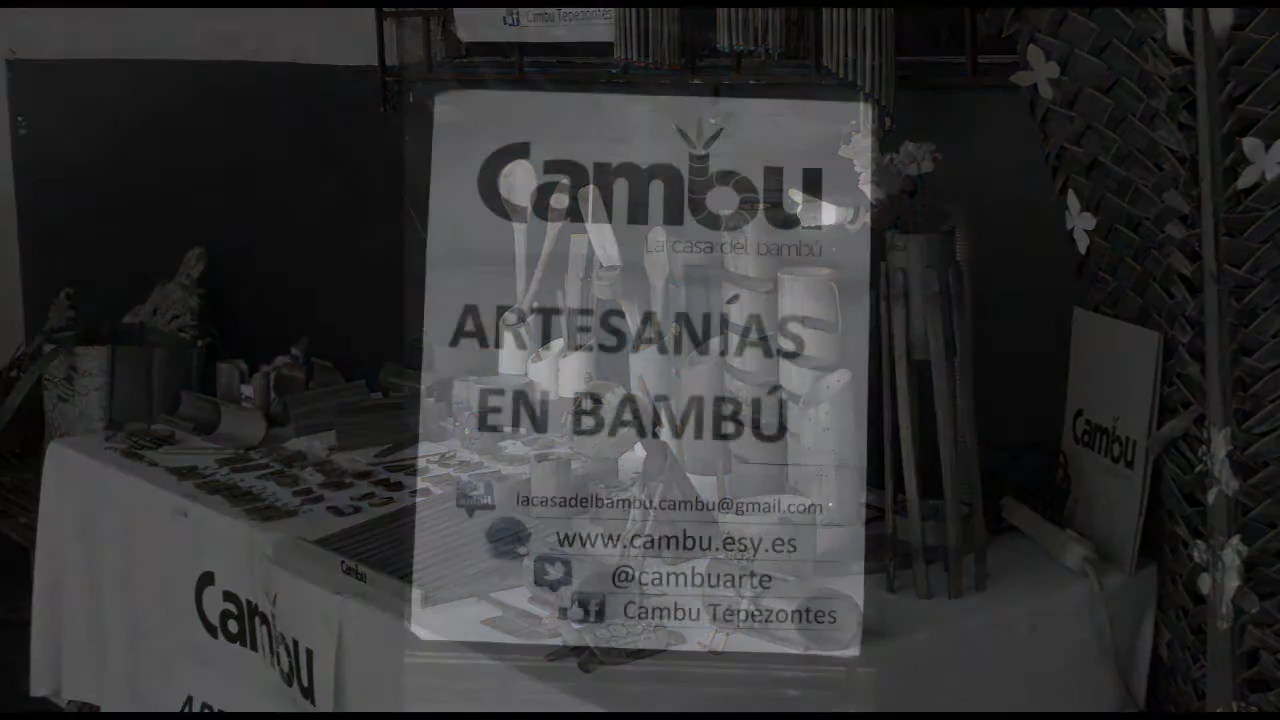 Cambu Tepezontes
Cambu
La casa del bambú
ARTESANÍAS
EN BAMBÚ
lacasadelbambu.cambu@gmail.com
www.cambu.esy.es
@cambuarte
Cambu Tepezontes
Cambu
Cambu
Cambu